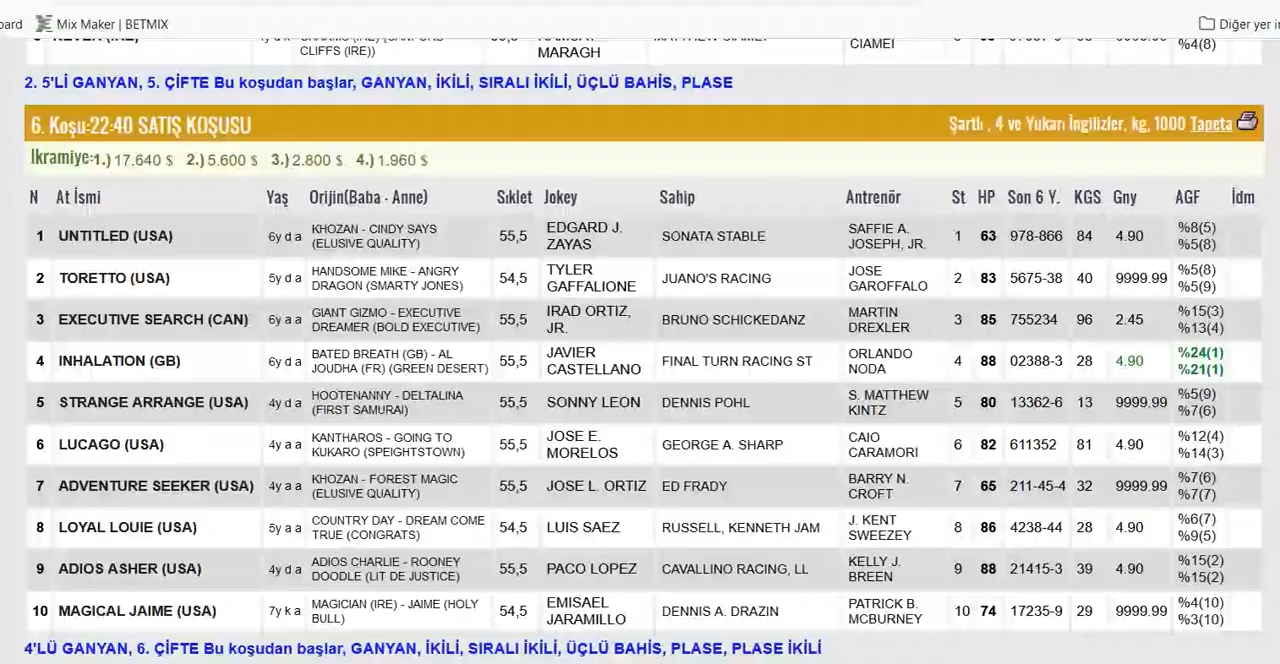 oard Mix Maker | BETMIX Diğer yer i
CLIFFS (IRE)) MARAGH CIAMEI %4(8)
2. 5'Lİ GANYAN, 5. ÇİFTE Bu koşudan başlar, GANYAN, İKİLİ, SIRALI İKİLİ, ÜÇLÜ BAHİS, PLASE
6. Koşu:22:40 SATIŞ KOŞUSU Şartlı , 4 ve Yukarı İngilizler, kg, 1000 Tapeta
İkramiye:1.) 17.640 $ 2.) 5.600 $ 3.) 2.800 $ 4.) 1.960 $
N At İsmi Yaş Orijin(Baba - Anne) Sıklet Jokey Sahip Antrenör St HP Son 6 Y. KGS Gny AGF İdm
1 UNTITLED (USA) 6y d a KHOZAN - CINDY SAYS (ELUSIVE QUALITY) 55,5 EDGARD J. ZAYAS SONATA STABLE SAFFIE A. JOSEPH, JR. 1 63 978-866 84 4.90 %8(5) %5(8)
2 TORETTO (USA) 5y d a HANDSOME MIKE - ANGRY DRAGON (SMARTY JONES) 54,5 TYLER GAFFALIONE JUANO'S RACING JOSE GAROFFALO 2 83 5675-38 40 9999.99 %5(8) %5(9)
3 EXECUTIVE SEARCH (CAN) 6y a a GIANT GIZMO - EXECUTIVE DREAMER (BOLD EXECUTIVE) 55,5 IRAD ORTIZ, JR. BRUNO SCHICKEDANZ MARTIN DREXLER 3 85 755234 96 2.45 %15(3) %13(4)
4 INHALATION (GB) 6y d a BATED BREATH (GB) - AL JOUDHA (FR) (GREEN DESERT) 55,5 JAVIER CASTELLANO FINAL TURN RACING ST ORLANDO NODA 4 88 02388-3 28 4.90 %24(1) %21(1)
5 STRANGE ARRANGE (USA) 4y d a HOOTENANNY - DELTALINA (FIRST SAMURAI) 55,5 SONNY LEON DENNIS POHL S. MATTHEW KINTZ 5 80 13362-6 13 9999.99 %5(9) %7(6)
6 LUCAGO (USA) 4y a a KANTHAROS - GOING TO KUKARO (SPEIGHTSTOWN) 55,5 JOSE E. MORELOS GEORGE A. SHARP CAIO CARAMORI 6 82 611352 81 4.90 %12(4) %14(3)
7 ADVENTURE SEEKER (USA) 4y a a KHOZAN - FOREST MAGIC (ELUSIVE QUALITY) 55,5 JOSE L. ORTIZ ED FRADY BARRY N. CROFT 7 65 211-45-4 32 9999.99 %7(6) %7(7)
8 LOYAL LOUIE (USA) 5y a a COUNTRY DAY - DREAM COME TRUE (CONGRATS) 54,5 LUIS SAEZ RUSSELL, KENNETH JAM J. KENT SWEEZEY 8 86 4238-44 28 4.90 %6(7) %9(5)
9 ADIOS ASHER (USA) 4y d a ADIOS CHARLIE - ROONEY DOODLE (LIT DE JUSTICE) 55,5 PACO LOPEZ CAVALLINO RACING, LL KELLY J. BREEN 9 88 21415-3 39 4.90 %15(2) %15(2)
10 MAGICAL JAIME (USA) 7y k a MAGICIAN (IRE) - JAIME (HOLY BULL) 54,5 EMISAEL JARAMILLO DENNIS A. DRAZIN PATRICK B. MCBURNEY 10 74 17235-9 29 9999.99 %4(10) %3(10)
4'LÜ GANYAN, 6. ÇİFTE Bu koşudan başlar, GANYAN, İKİLİ, SIRALI İKİLİ, ÜÇLÜ BAHİS, PLASE, PLASE İKİLİ